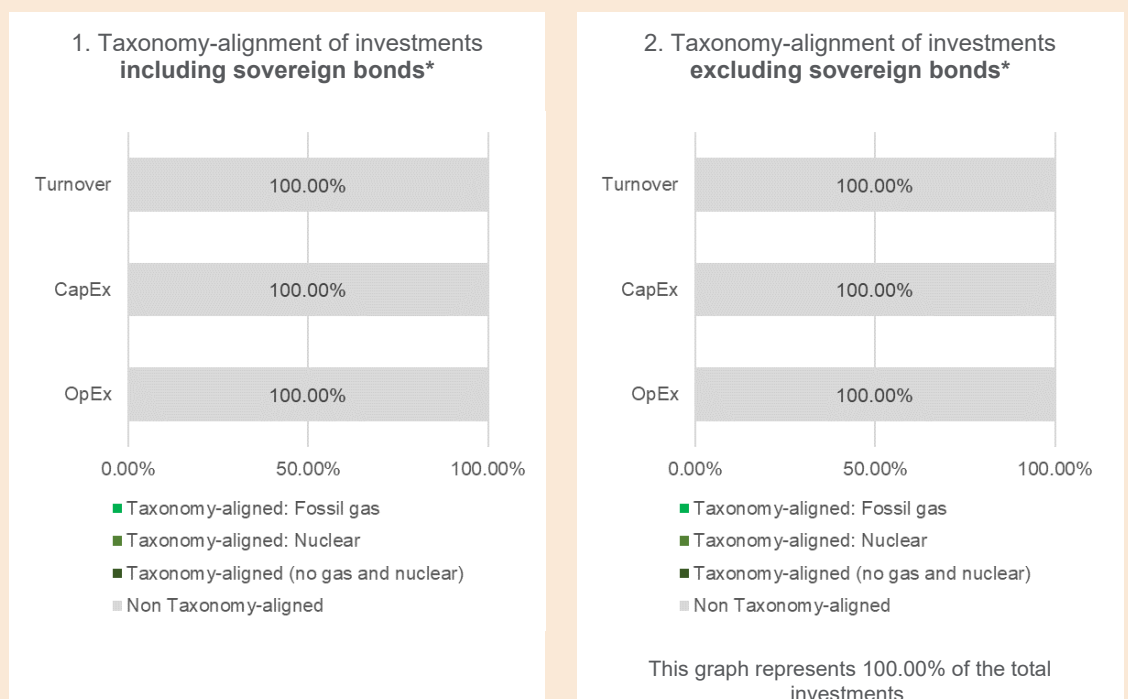 1. Taxonomy-alignment of investments
including sovereign bonds*
Turnover
100.00%
CapEx
100.00%
OpEx
100.00%
0.00% 50.00% 100.00%
Taxonomy-aligned: Fossil gas
Taxonomy-aligned: Nuclear
Taxonomy-aligned (no gas and nuclear)
Non Taxonomy-aligned
2. Taxonomy-alignment of investments
excluding sovereign bonds*
Turnover
100.00%
CapEx
100.00%
OpEx
100.00%
0.00% 50.00% 100.00%
Taxonomy-aligned: Fossil gas
Taxonomy-aligned: Nuclear
Taxonomy-aligned (no gas and nuclear)
Non Taxonomy-aligned
This graph represents 100.00% of the total
investments